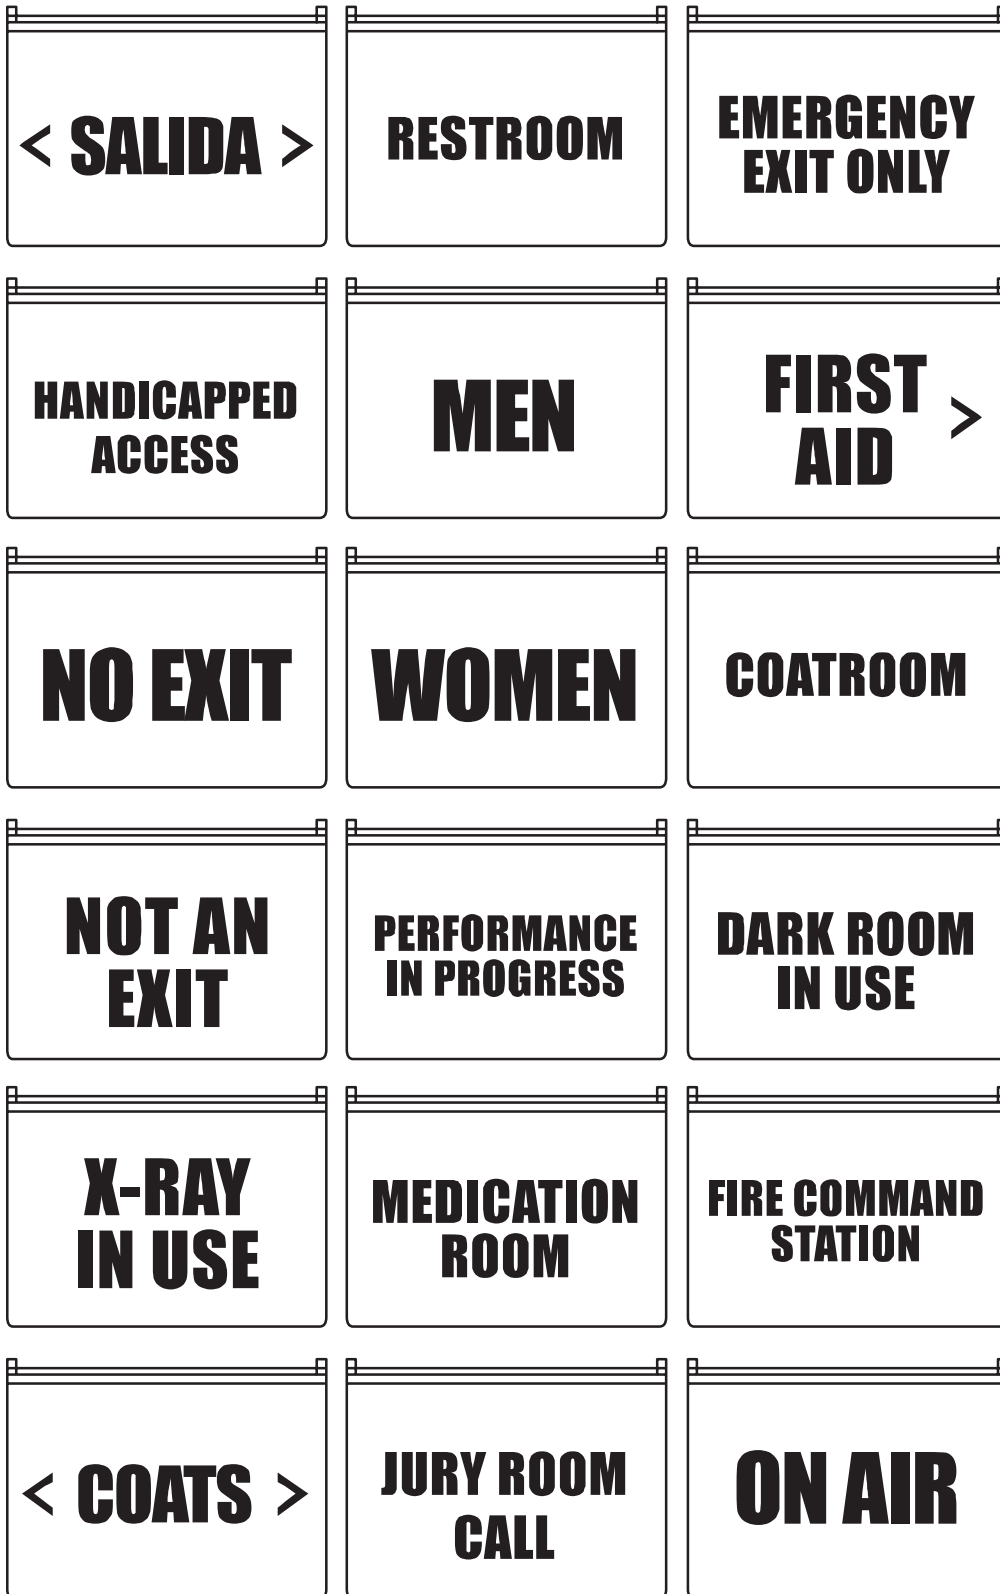 < SALIDA >
RESTROOM
EMERGENCY
EXIT ONLY
HANDICAPPED
ACCESS
MEN
FIRST
AID >
NO EXIT
WOMEN
COATROOM
NOT AN
EXIT
PERFORMANCE
IN PROGRESS
DARK ROOM
IN USE
X-RAY
IN USE
MEDICATION
ROOM
FIRE COMMAND
STATION
< COATS >
JURY ROOM
CALL
ON AIR